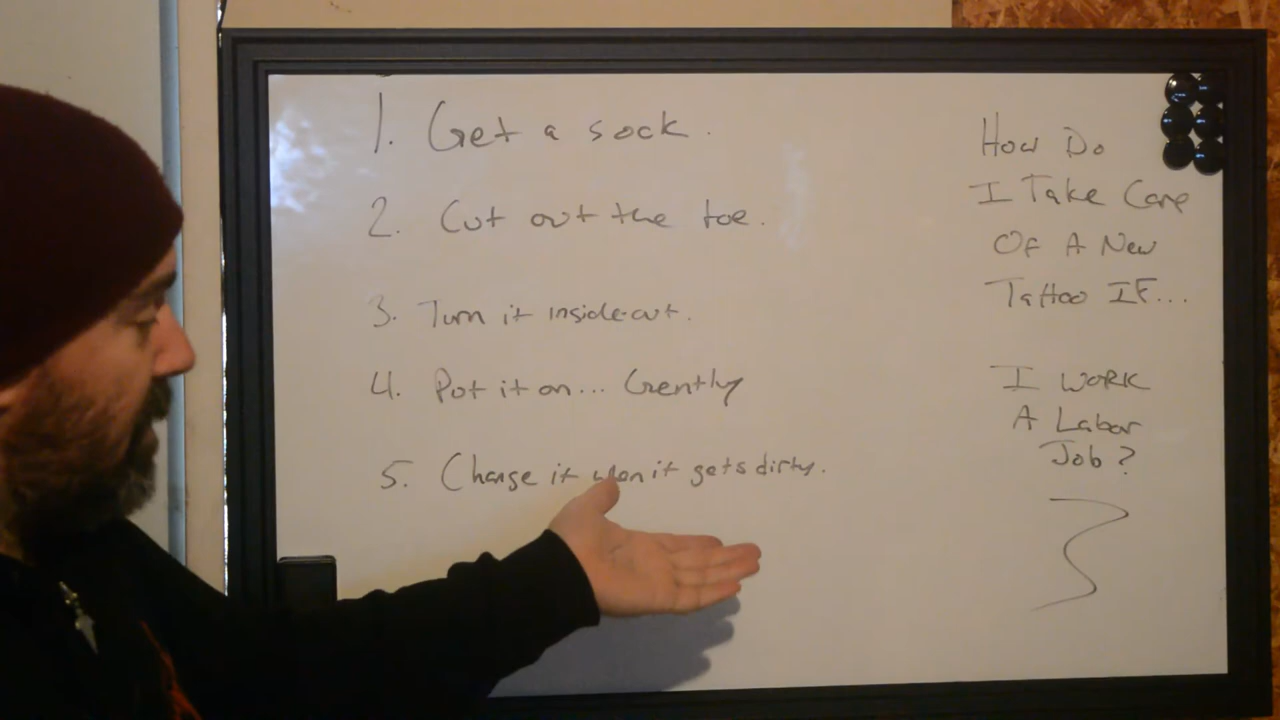 1. Get a sock.
2. Cut out the toe.
3. Turn it inside-out.
4. Put it on... Gently
5. Change it when it gets dirty.
How Do
I Take Care
Of A New
Tattoo IF...
I WORK
A Labor
Job?